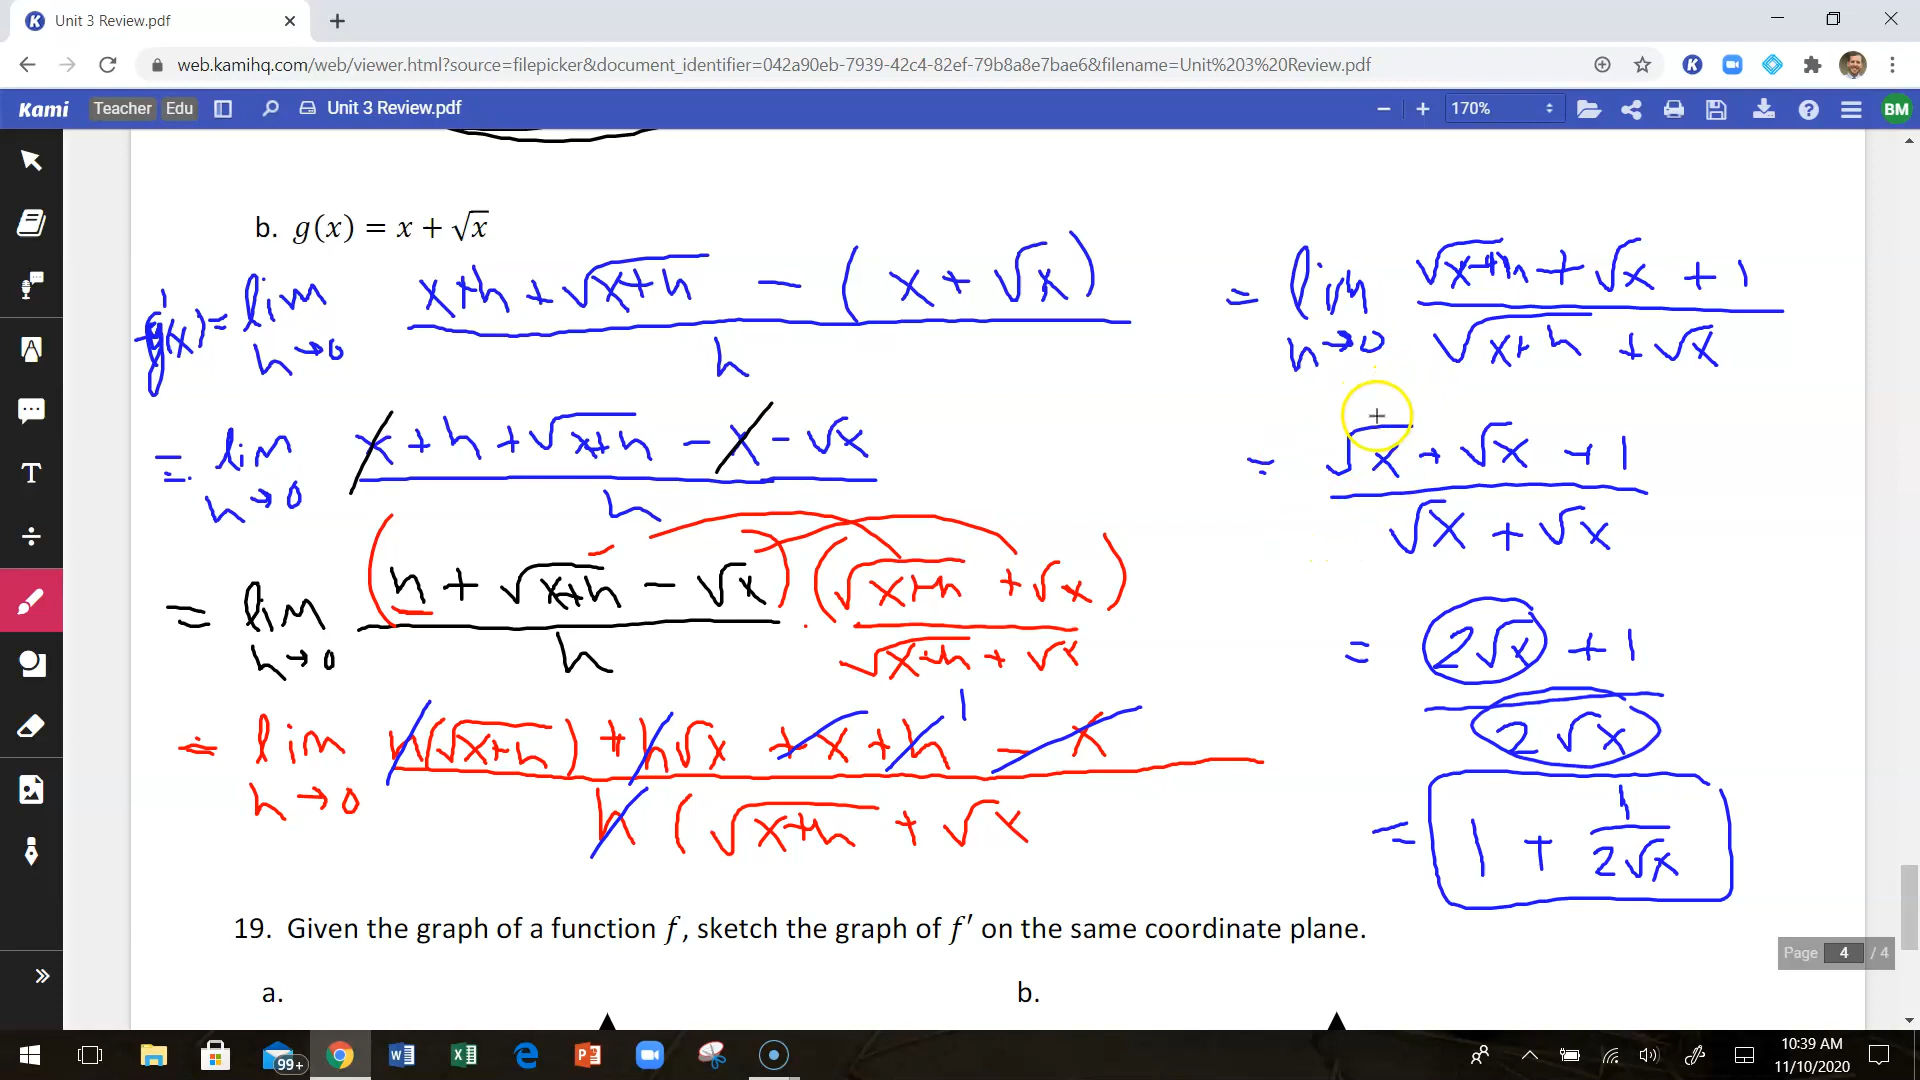 Unit 3 Review.pdf
web.kamihq.com/web/viewer.html?source=filepicker&document_identifier=042a90eb-7939-42c4-82ef-79b8a8e7bae6&filename=Unit%203%20Review.pdf
Kami Teacher Edu Unit 3 Review.pdf 170% BM
b. g(x) = x + √x
g'(x) = lim h→0 (x+h+√(x+h) − (x + √x)) / h
= lim h→0 (x+h+√(x+h) − x − √x) / h
= lim h→0 (h + √(x+h) − √x) / h · (√(x+h) + √x) / (√(x+h) + √x)
= lim h→0 (h(√(x+h)) + h√x + x + h − x) / (h(√(x+h) + √x
1
= lim h→0 (√(x+h) + √x + 1) / (√(x+h) + √x)
= (√x + √x + 1) / (√x + √x)
= (2√x + 1) / (2√x)
= 1 + 1 / (2√x)
19. Given the graph of a function f, sketch the graph of f′ on the same coordinate plane.
a. b.
Page 4 / 4
99+
10:39 AM
11/10/2020